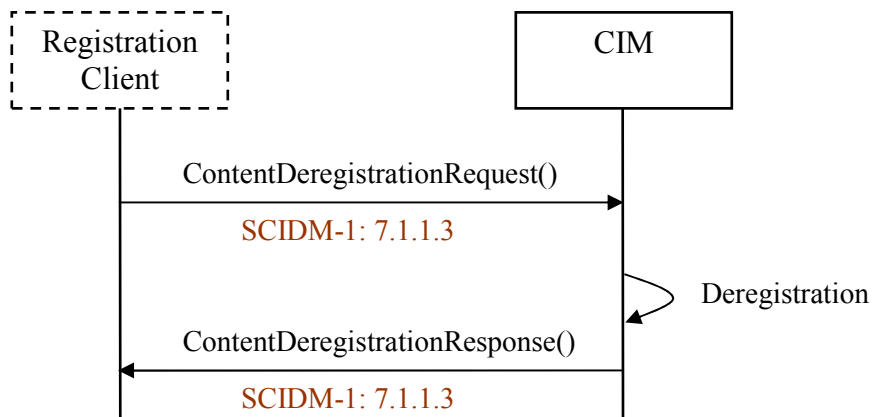 Registration
Client
CIM
ContentDeregistrationRequest()
SCIDM-1: 7.1.1.3
Deregistration
ContentDeregistrationResponse()
SCIDM-1: 7.1.1.3